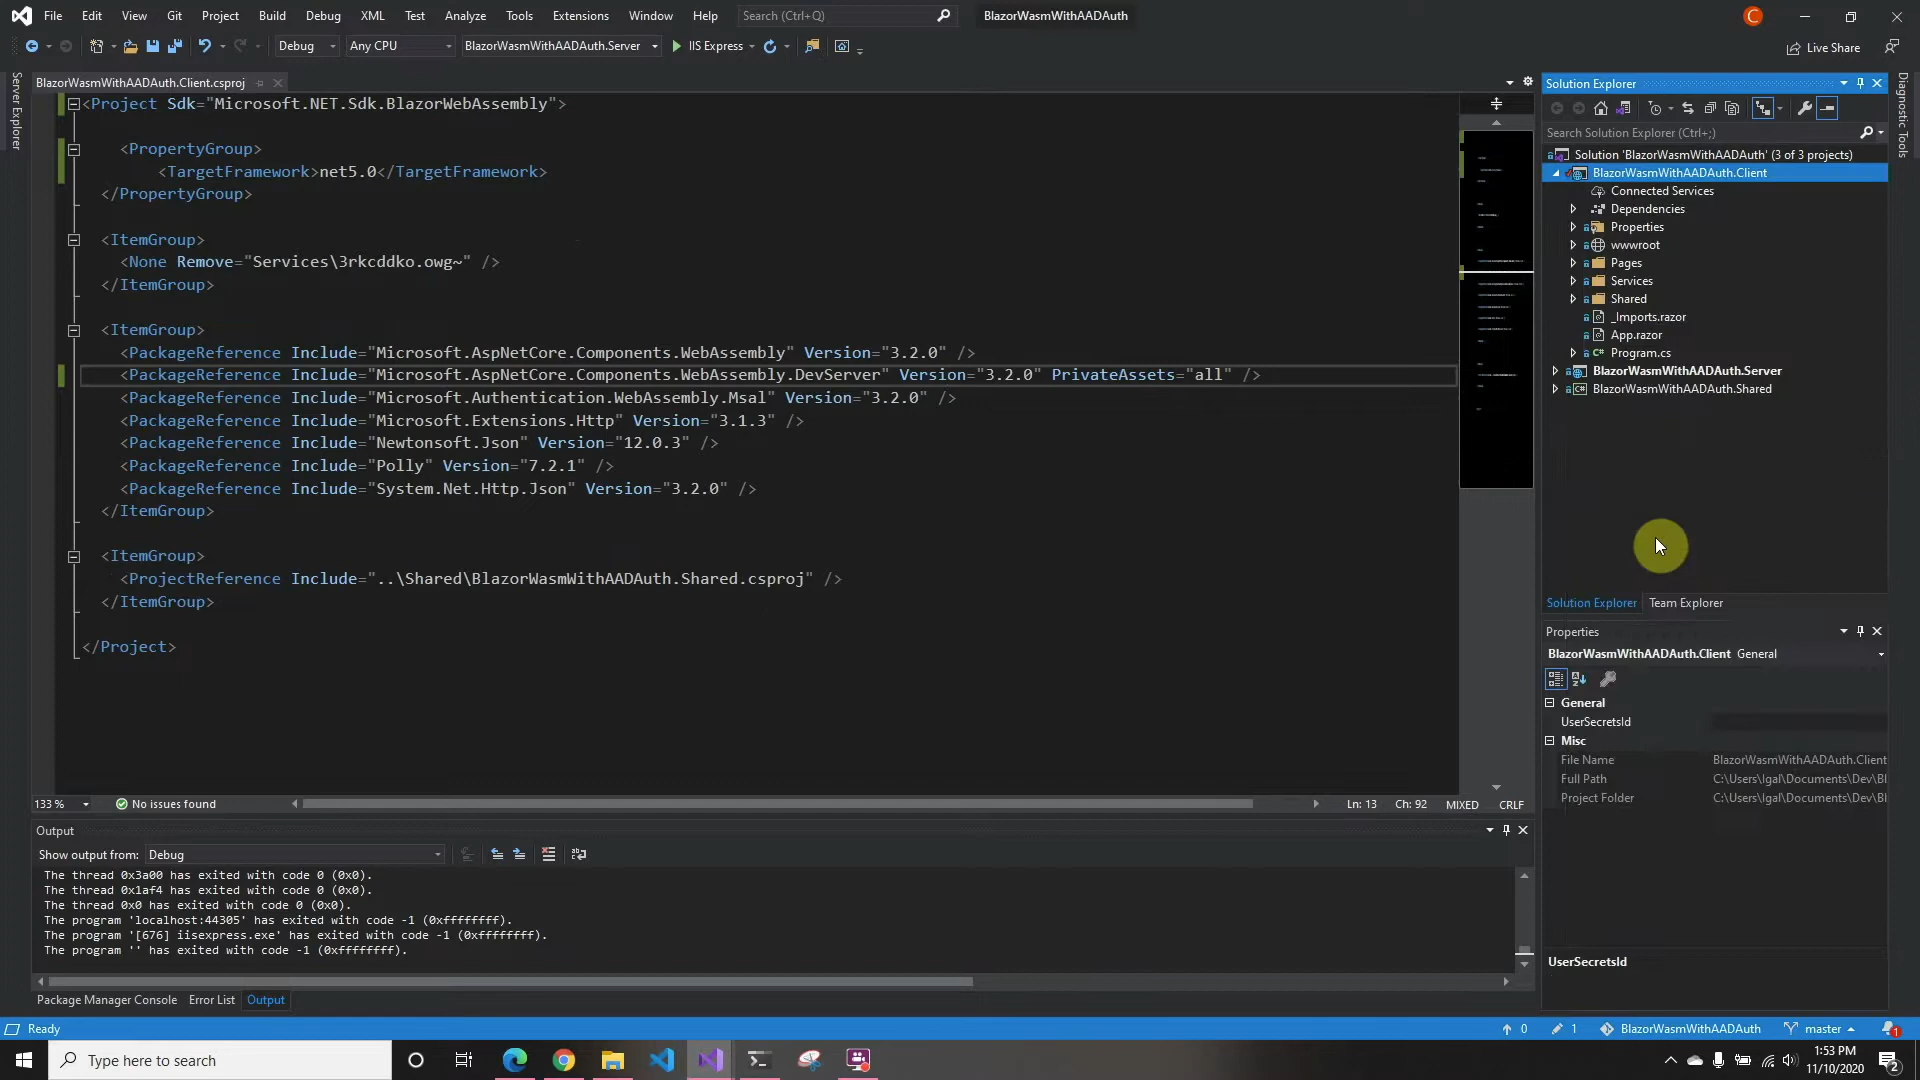 File Edit View Git Project Build Debug XML Test Analyze Tools Extensions Window Help Search (Ctrl+Q) BlazorWasmWithAADAuth C
Debug Any CPU BlazorWasmWithAADAuth.Server IIS Express Live Share
Server Explorer
BlazorWasmWithAADAuth.Client.csproj
<Project Sdk="Microsoft.NET.Sdk.BlazorWebAssembly">
<PropertyGroup>
<TargetFramework>net5.0</TargetFramework>
</PropertyGroup>
<ItemGroup>
<None Remove="Services\3rkcddko.owg~" />
</ItemGroup>
<ItemGroup>
<PackageReference Include="Microsoft.AspNetCore.Components.WebAssembly" Version="3.2.0" />
<PackageReference Include="Microsoft.AspNetCore.Components.WebAssembly.DevServer" Version="3.2.0" PrivateAssets="all" />
<PackageReference Include="Microsoft.Authentication.WebAssembly.Msal" Version="3.2.0" />
<PackageReference Include="Microsoft.Extensions.Http" Version="3.1.3" />
<PackageReference Include="Newtonsoft.Json" Version="12.0.3" />
<PackageReference Include="Polly" Version="7.2.1" />
<PackageReference Include="System.Net.Http.Json" Version="3.2.0" />
</ItemGroup>
<ItemGroup>
<ProjectReference Include="..\Shared\BlazorWasmWithAADAuth.Shared.csproj" />
</ItemGroup>
</Project>
133 % No issues found Ln: 13 Ch: 92 MIXED CRLF
Output
Show output from: Debug
The thread 0x3a00 has exited with code 0 (0x0).
The thread 0x1af4 has exited with code 0 (0x0).
The thread 0x0 has exited with code 0 (0x0).
The program 'localhost:44305' has exited with code -1 (0xffffffff).
The program '[676] iisexpress.exe' has exited with code -1 (0xffffffff).
The program '' has exited with code -1 (0xffffffff).
Package Manager Console Error List Output
Solution Explorer
Search Solution Explorer (Ctrl+;)
Solution 'BlazorWasmWithAADAuth' (3 of 3 projects)
BlazorWasmWithAADAuth.Client
Connected Services
Dependencies
Properties
wwwroot
Pages
Services
Shared
_Imports.razor
App.razor
C# Program.cs
BlazorWasmWithAADAuth.Server
C# BlazorWasmWithAADAuth.Shared
Solution Explorer Team Explorer
Properties
BlazorWasmWithAADAuth.Client General
General
UserSecretsId
Misc
File Name BlazorWasmWithAADAuth.Client
Full Path C:\Users\Igal\Documents\Dev\Bl
Project Folder C:\Users\Igal\Documents\Dev\Bl
UserSecretsId
Diagnostic Tools
Ready 0 1 BlazorWasmWithAADAuth master 1
Type here to search
1:53 PM
11/10/2020
2